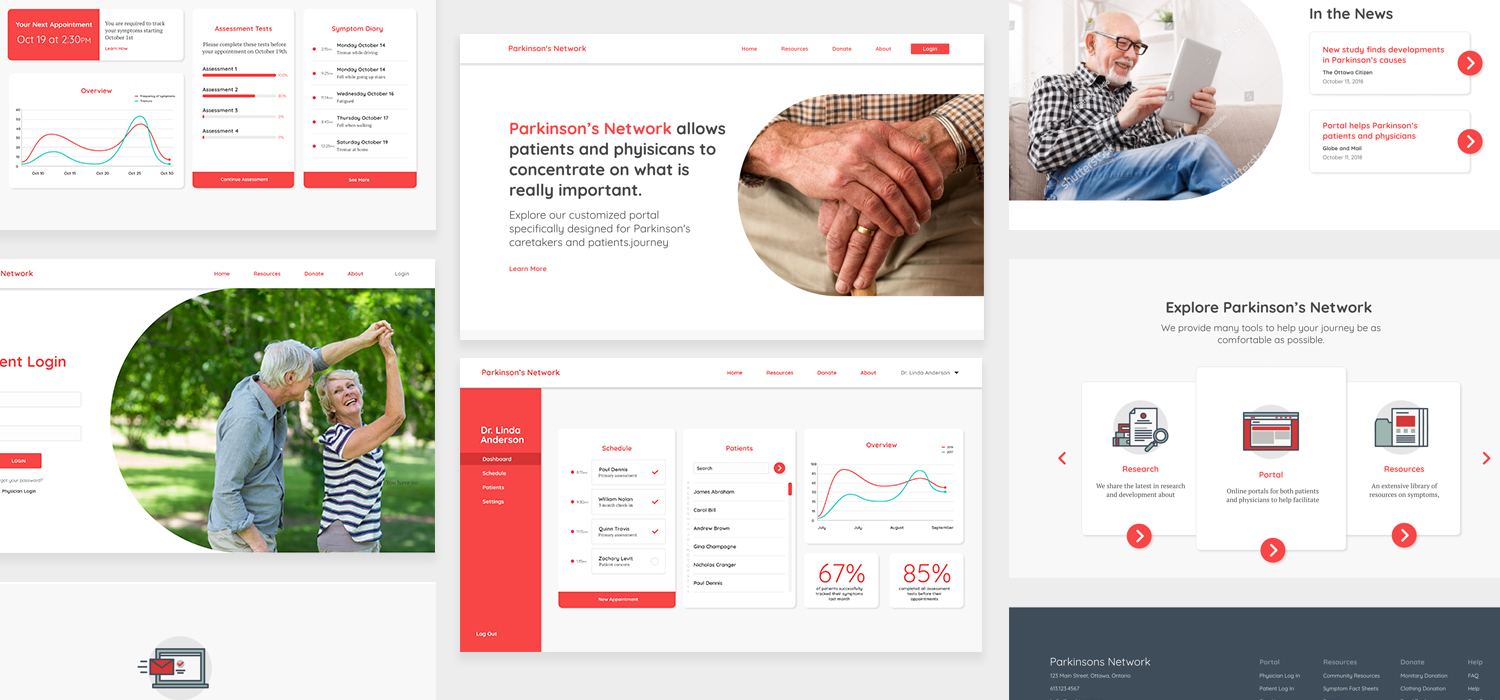 Your Next Appointment
Oct 19 at 2:30PM
You are required to track
your symptoms starting
October 1st
Learn More
Overview
Frequency of symptoms
Tremors
Oct 10
Oct 15
Oct 20
Oct 25
Oct 30
Assessment Tests
Please complete these tests before
your appointment on October 19th
Assessment 1
100%
Assessment 2
Assessment 3
Assessment 4
Continue Assessment
Symptom Diary
Monday October 14
Tremor while driving
Monday October 14
Fell while going up stairs
Wednesday October 16
Fatigued
Thursday October 17
Fell when walking
Saturday October 19
Tremor at home
See More
Network
Home
Resources
Donate
About
Login
ent Login
LOGIN
got your password?
Physician Login
You have no
Parkinson's Network
Home
Resources
Donate
About
Login
Parkinson's Network allows
patients and phyisicans to
concentrate on what is
really important.
Explore our customized portal
specifically designed for Parkinson's
caretakers and patients.journey
Learn More
Parkinson's Network
Home
Resources
Donate
About
Dr. Linda Anderson
Dr. Linda
Anderson
Dashboard
Schedule
Patients
Settings
Log Out
Schedule
Paul Dennis
Primary assessment
William Nolan
3 month check in
Quinn Travis
Primary assessment
Zachary Levit
Patient concern
New Appointment
Patients
Search
James Abraham
Carol Bill
Andrew Brown
Gina Champagne
Nicholas Granger
Paul Dennis
Overview
July
July
August
September
67%
of patients successfully
tracked their symptoms
last month
85%
completed all assessment
tests before their
appointments
shutterstock
shutterstock
In the News
New study finds developments
in Parkinson's causes
The Ottawa Citizen
October 13, 2018
Portal helps Parkinson's
patients and physicians
Globe and Mail
October 11, 2018
Explore Parkinson's Network
We provide many tools to help your journey be as
comfortable as possible.
Research
We share the latest in research
and development about
Portal
Online portals for both patients
and physicians to help facilitate
Resources
An extensive library of
resources on symptoms,
Parkinsons Network
123 Main Street, Ottawa, Ontario
613.123.4567
Portal
Physician Log In
Patient Log In
Resources
Community Resources
Symptom Fact Sheets
Donate
Monetary Donation
Clothing Donation
Help
FAQ
Help